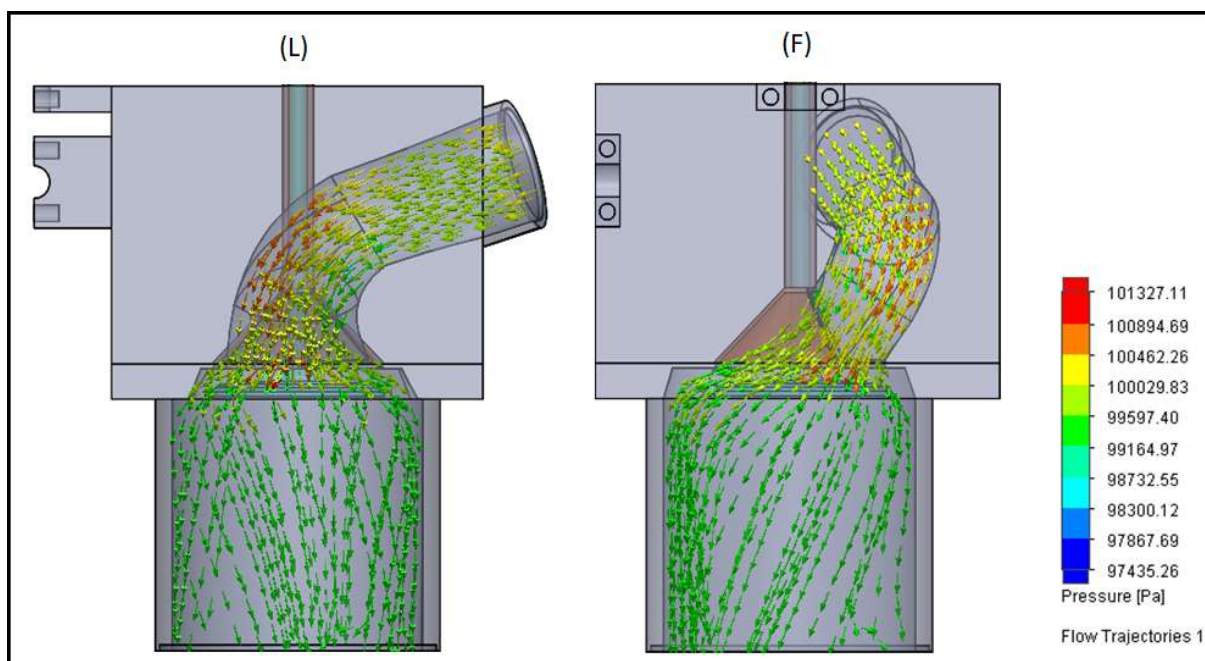 (L)
(F)
101327.11
100894.69
100462.26
100029.83
99597.40
99164.97
98732.55
98300.12
97867.69
97435.26
Pressure [Pa]
Flow Trajectories 1